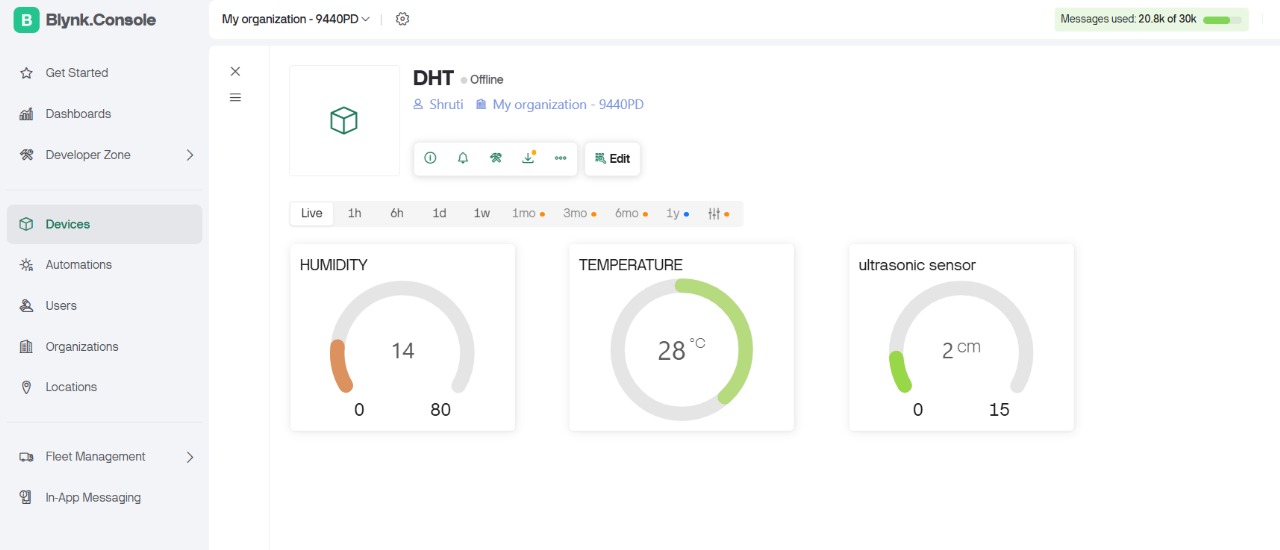 B Blynk.Console
My organization - 9440PD
Messages used: 20.8k of 30k
Get Started
Dashboards
Developer Zone
Devices
Automations
Users
Organizations
Locations
Fleet Management
In-App Messaging
DHT Offline
Shruti My organization - 9440PD
Edit
Live 1h 6h 1d 1w 1mo 3mo 6mo 1y
HUMIDITY
14
0 80
TEMPERATURE
28 °C
ultrasonic sensor
2 cm
0 15